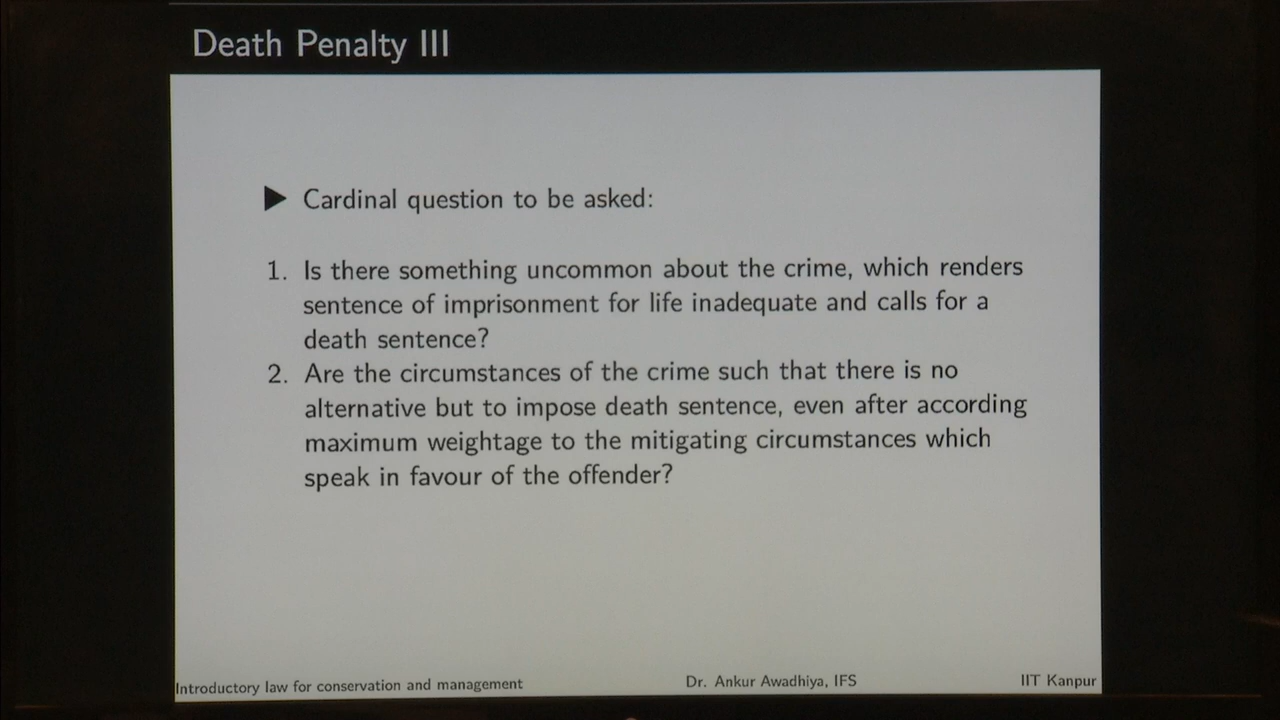 Death Penalty III
▶ Cardinal question to be asked:
1. Is there something uncommon about the crime, which renders
sentence of imprisonment for life inadequate and calls for a
death sentence?
2. Are the circumstances of the crime such that there is no
alternative but to impose death sentence, even after according
maximum weightage to the mitigating circumstances which
speak in favour of the offender?
Introductory law for conservation and management Dr. Ankur Awadhiya, IFS IIT Kanpur